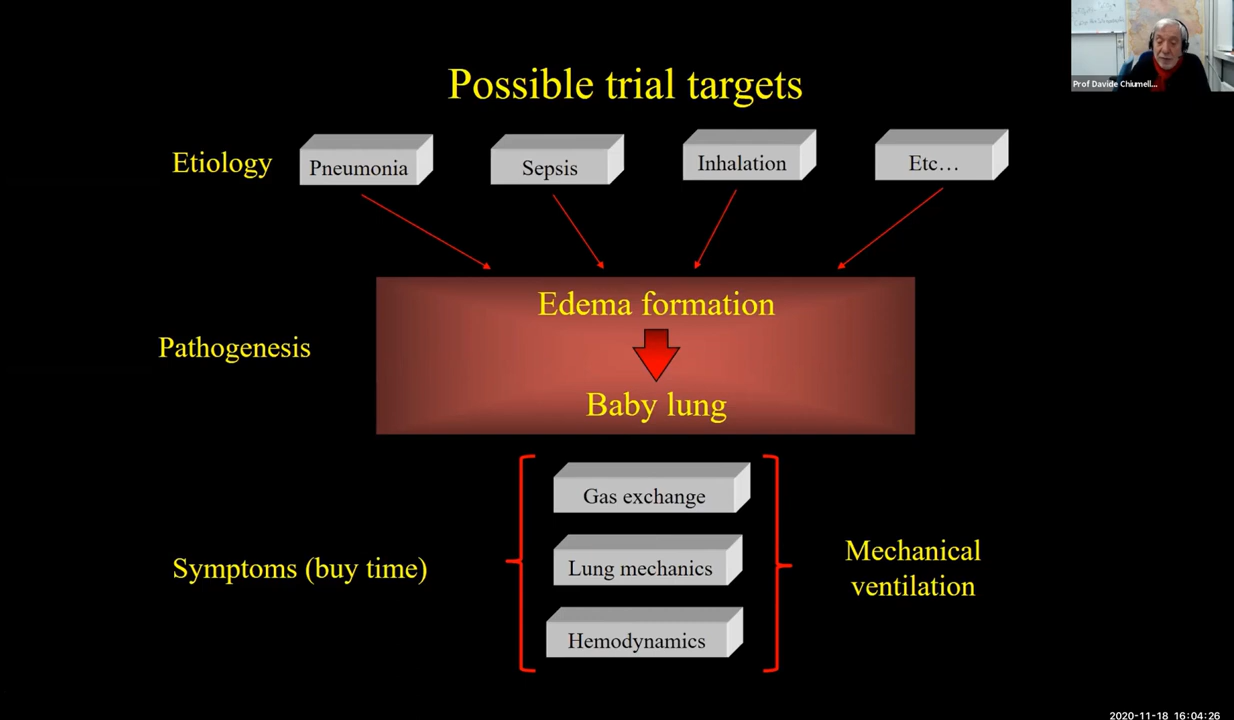 Possible trial targets
Etiology
Pneumonia
Sepsis
Inhalation
Etc…
Pathogenesis
Edema formation
Baby lung
Symptoms (buy time)
Gas exchange
Lung mechanics
Hemodynamics
Mechanical
ventilation
Prof Davide Chiumell...
2020-11-18 16:04:26